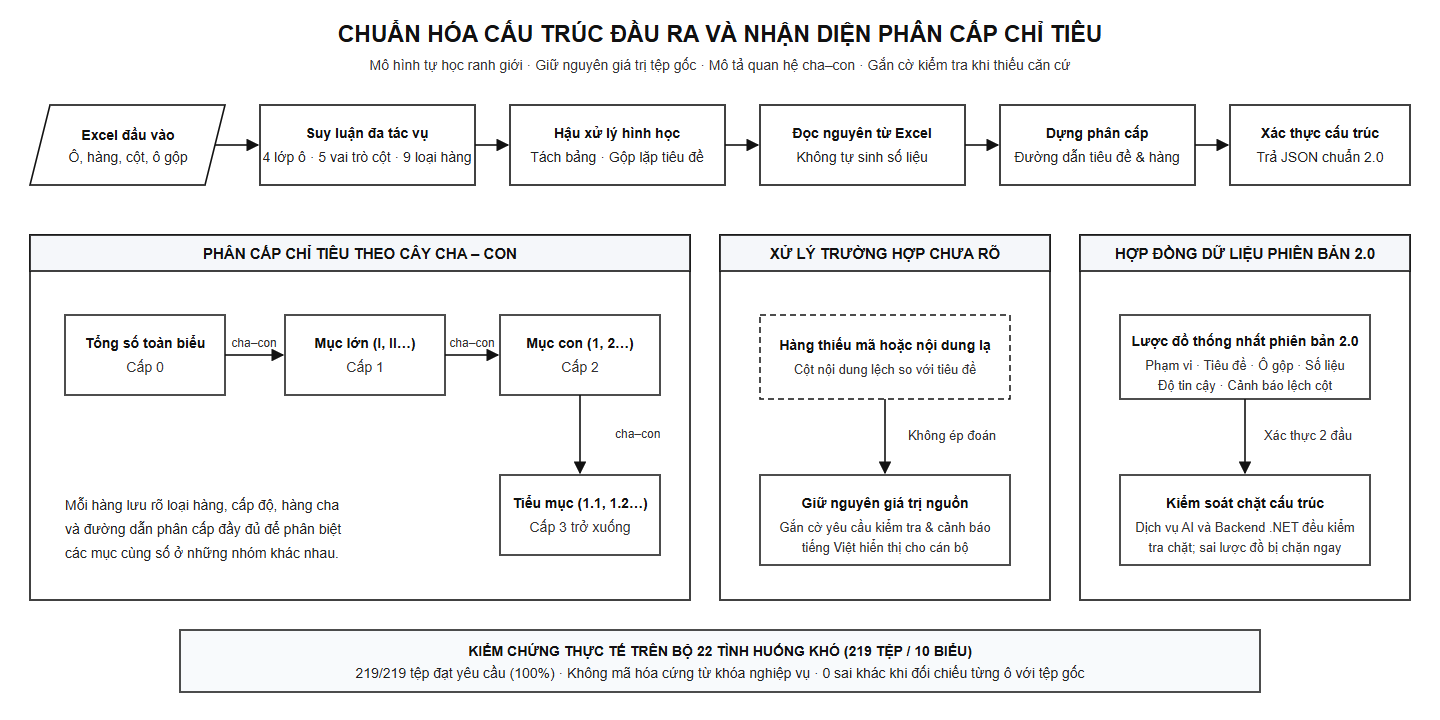 CHUẨN HÓA CẤU TRÚC ĐẦU RA VÀ NHẬN DIỆN PHÂN CẤP CHỈ TIÊU
Mô hình tự học ranh giới · Giữ nguyên giá trị tệp gốc · Mô tả quan hệ cha–con · Gắn cờ kiểm tra khi thiếu căn cứ
Excel đầu vào
Ô, hàng, cột, ô gộp
Suy luận đa tác vụ
4 lớp ô · 5 vai trò cột · 9 loại hàng
Hậu xử lý hình học
Tách bảng · Gộp lặp tiêu đề
Đọc nguyên từ Excel
Không tự sinh số liệu
Dựng phân cấp
Đường dẫn tiêu đề & hàng
Xác thực cấu trúc
Trả JSON chuẩn 2.0
PHÂN CẤP CHỈ TIÊU THEO CÂY CHA – CON
Tổng số toàn biểu
Cấp 0
cha–con
Mục lớn (I, II…)
Cấp 1
cha–con
Mục con (1, 2…)
Cấp 2
cha–con
Tiểu mục (1.1, 1.2…)
Cấp 3 trở xuống
Mỗi hàng lưu rõ loại hàng, cấp độ, hàng cha
và đường dẫn phân cấp đầy đủ để phân biệt
các mục cùng số ở những nhóm khác nhau.
XỬ LÝ TRƯỜNG HỢP CHƯA RÕ
Hàng thiếu mã hoặc nội dung lạ
Cột nội dung lệch so với tiêu đề
Không ép đoán
Giữ nguyên giá trị nguồn
Gắn cờ yêu cầu kiểm tra & cảnh báo
tiếng Việt hiển thị cho cán bộ
HỢP ĐỒNG DỮ LIỆU PHIÊN BẢN 2.0
Lược đồ thống nhất phiên bản 2.0
Phạm vi · Tiêu đề · Ô gộp · Số liệu
Độ tin cậy · Cảnh báo lệch cột
Xác thực 2 đầu
Kiểm soát chặt cấu trúc
Dịch vụ AI và Backend .NET đều kiểm
tra chặt; sai lược đồ bị chặn ngay
KIỂM CHỨNG THỰC TẾ TRÊN BỘ 22 TÌNH HUỐNG KHÓ (219 TỆP / 10 BIỂU)
219/219 tệp đạt yêu cầu (100%) · Không mã hóa cứng từ khóa nghiệp vụ · 0 sai khác khi đối chiếu từng ô với tệp gốc